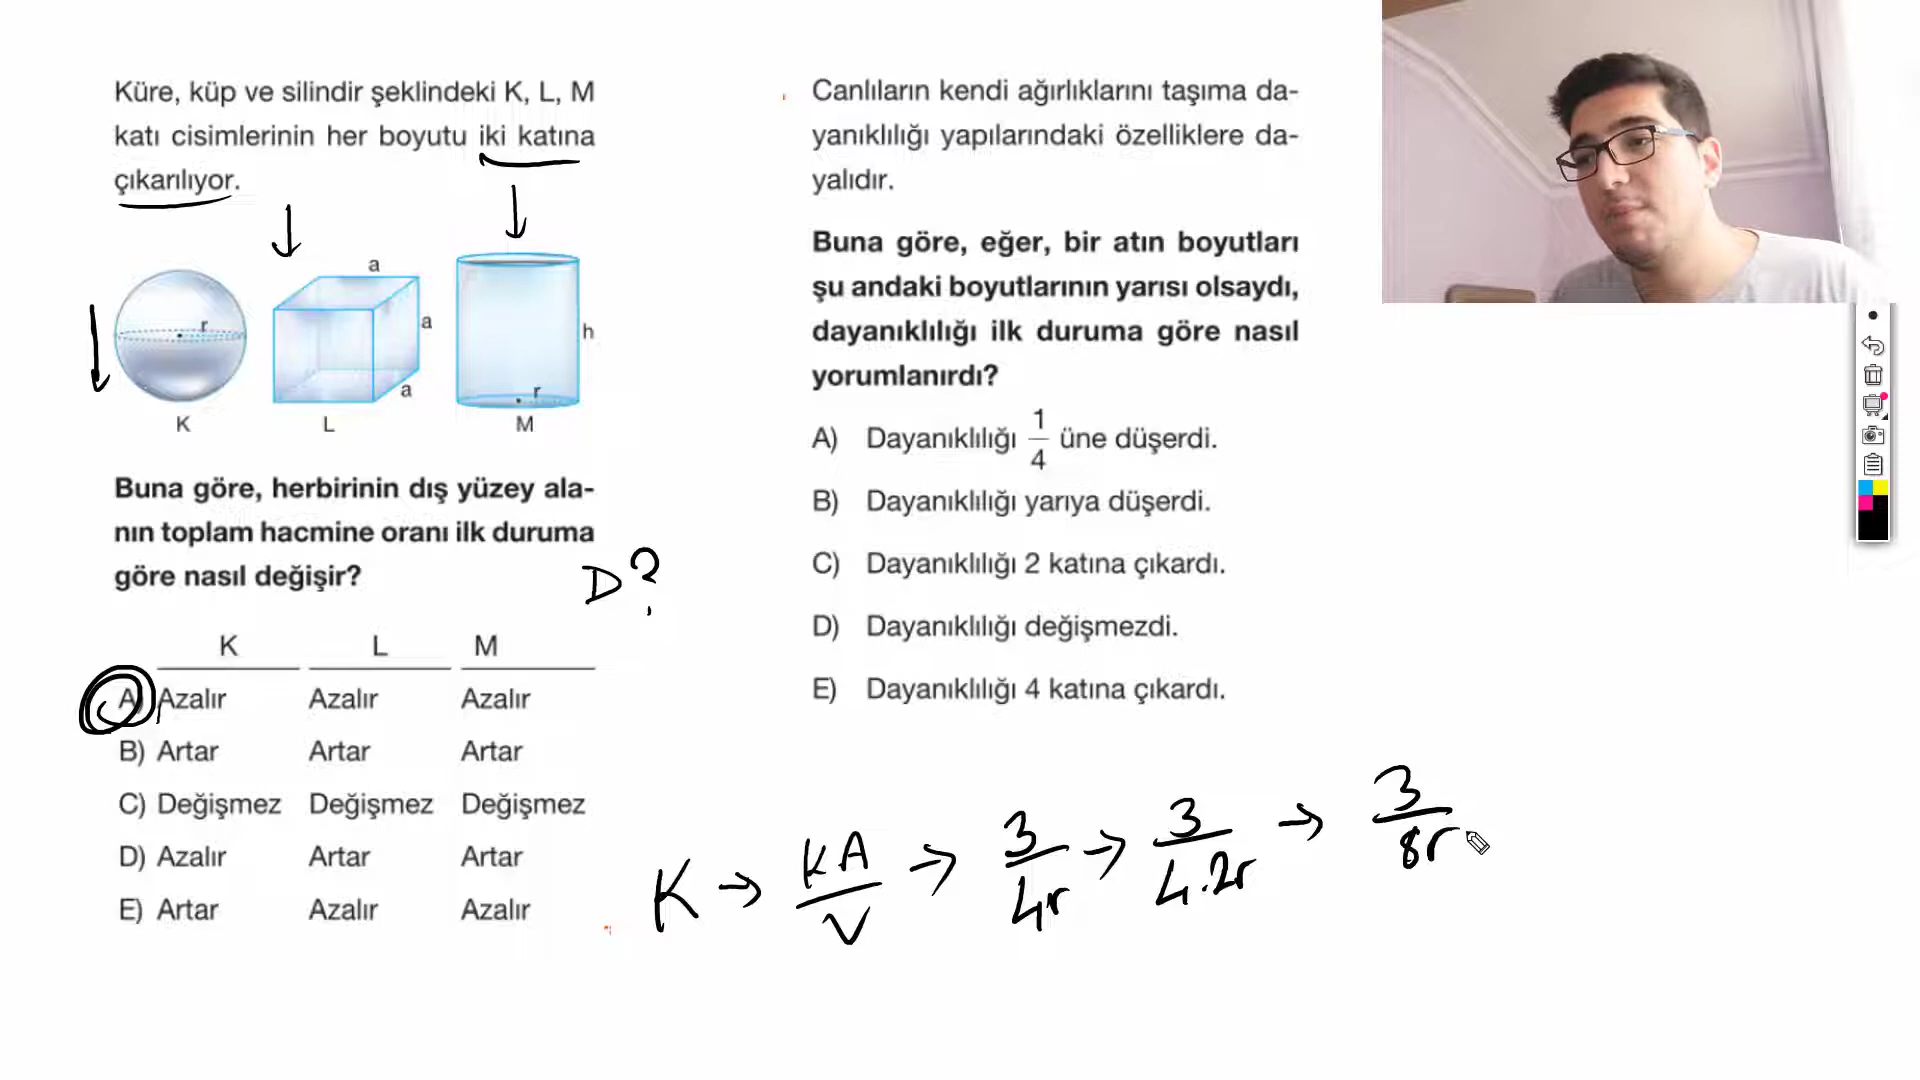 Küre, küp ve silindir şeklindeki K, L, M
katı cisimlerinin her boyutu iki katına
çıkarılıyor.
a
r
a
a
h
r
K
L
M
Buna göre, herbirinin dış yüzey ala-
nın toplam hacmine oranı ilk duruma
göre nasıl değişir?
D?
K L M
A) Azalır Azalır Azalır
B) Artar Artar Artar
C) Değişmez Değişmez Değişmez
D) Azalır Artar Artar
E) Artar Azalır Azalır
Canlıların kendi ağırlıklarını taşıma da-
yanıklılığı yapılarındaki özelliklere da-
yalıdır.
Buna göre, eğer, bir atın boyutları
şu andaki boyutlarının yarısı olsaydı,
dayanıklılığı ilk duruma göre nasıl
yorumlanırdı?
A) Dayanıklılığı 1/4 üne düşerdi.
B) Dayanıklılığı yarıya düşerdi.
C) Dayanıklılığı 2 katına çıkardı.
D) Dayanıklılığı değişmezdi.
E) Dayanıklılığı 4 katına çıkardı.
K → KA/V → 3/4r → 3/4.2r → 3/8r